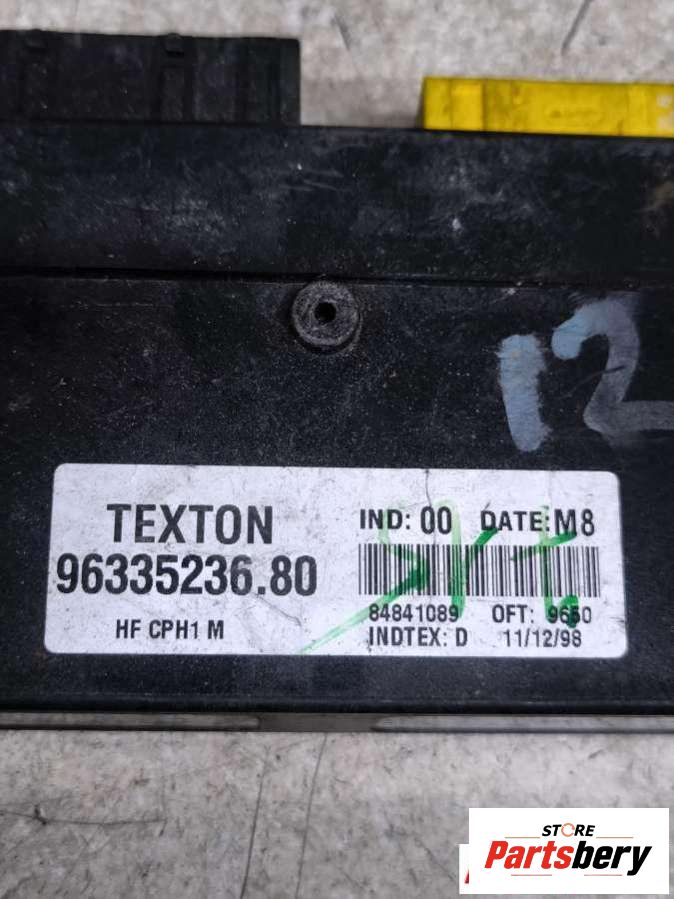 12
TEXTON
96335236.80
HF CPH1 M
IND: 00 DATE: M8
84841089 OFT: 9650
INDTEX: D 11/12/98
STORE
Partsbery